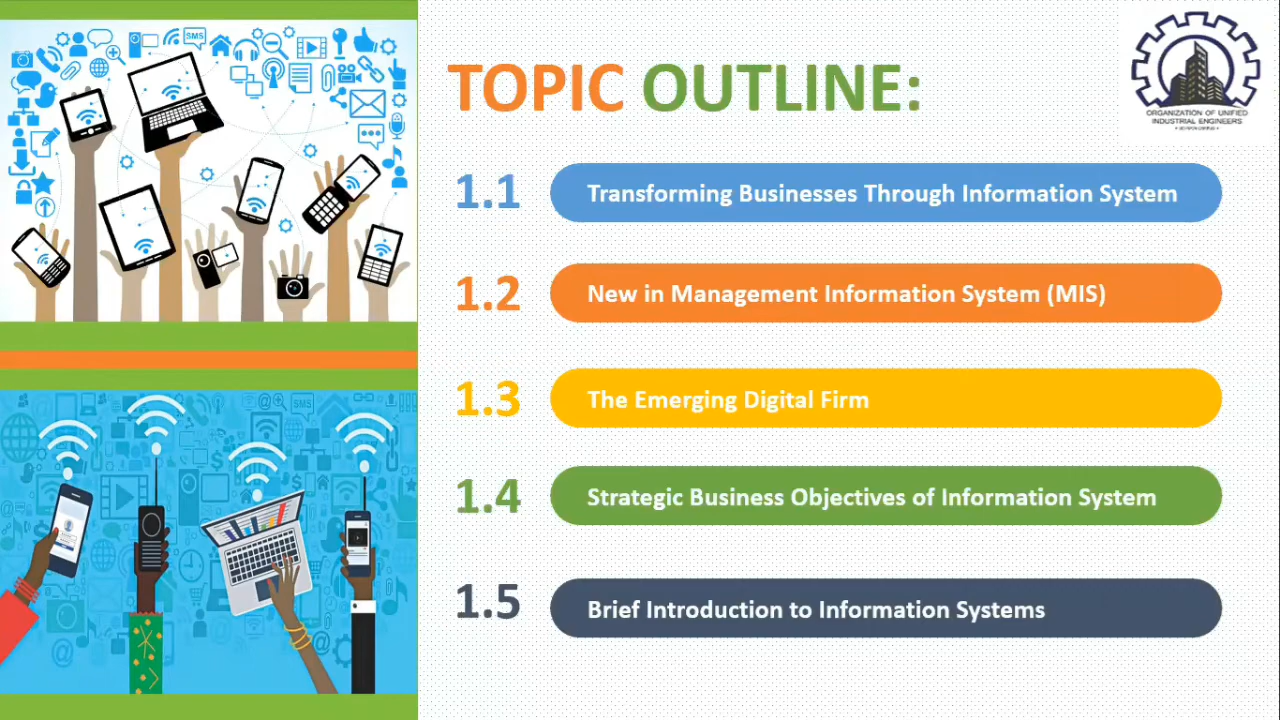 SMS
TOPIC OUTLINE:
ORGANIZATION OF UNIFIED
INDUSTRIAL ENGINEERS
1.1 Transforming Businesses Through Information System
1.2 New in Management Information System (MIS)
1.3 The Emerging Digital Firm
1.4 Strategic Business Objectives of Information System
SMS
1.5 Brief Introduction to Information Systems